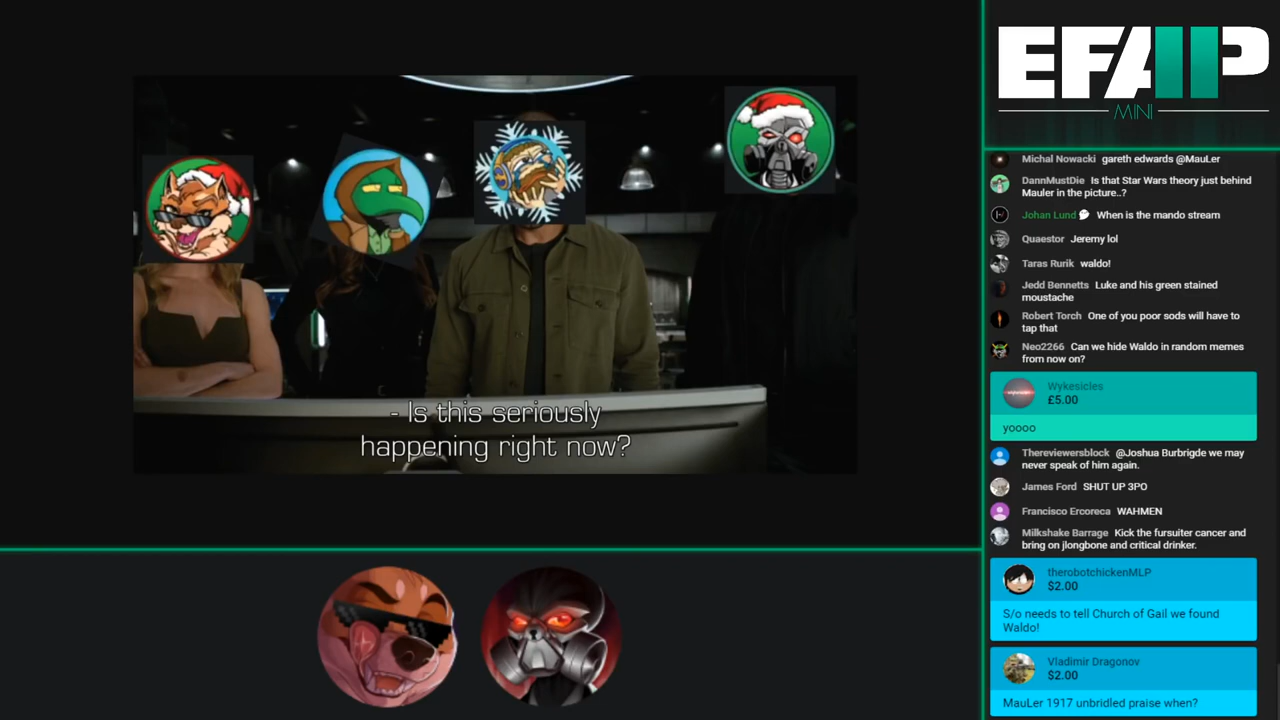 - Is this seriously
happening right now?
EFAP
MINI
Michal Nowacki gareth edwards @MauLer
DannMustDie Is that Star Wars theory just behind
Mauler in the picture..?
Johan Lund When is the mando stream
Quaestor Jeremy lol
Taras Rurik waldo!
Jedd Bennetts Luke and his green stained
moustache
Robert Torch One of you poor sods will have to
tap that
Neo2266 Can we hide Waldo in random memes
from now on?
Wykesicles
£5.00
yoooo
Thereviewersblock @Joshua Burbrigde we may
never speak of him again.
James Ford SHUT UP 3PO
Francisco Ercoreca WAHMEN
Milkshake Barrage Kick the fursuiter cancer and
bring on jlongbone and critical drinker.
therobotchickenMLP
$2.00
S/o needs to tell Church of Gail we found
Waldo!
Vladimir Dragonov
$2.00
MauLer 1917 unbridled praise when?